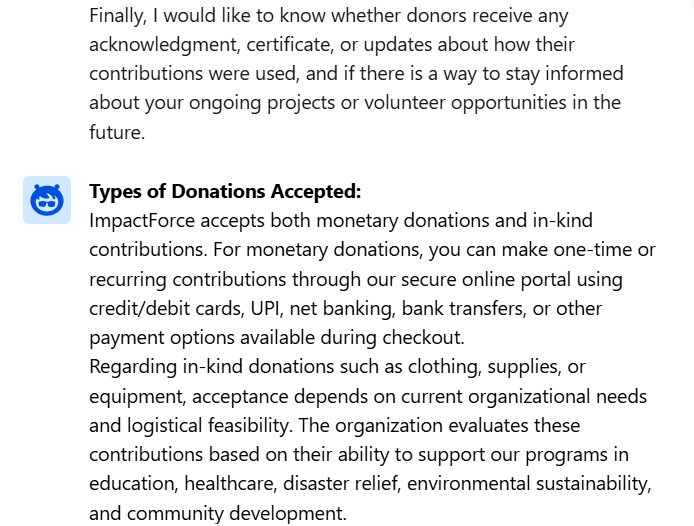 Finally, I would like to know whether donors receive any
acknowledgment, certificate, or updates about how their
contributions were used, and if there is a way to stay informed
about your ongoing projects or volunteer opportunities in the
future.
Types of Donations Accepted:
ImpactForce accepts both monetary donations and in-kind
contributions. For monetary donations, you can make one-time or
recurring contributions through our secure online portal using
credit/debit cards, UPI, net banking, bank transfers, or other
payment options available during checkout.
Regarding in-kind donations such as clothing, supplies, or
equipment, acceptance depends on current organizational needs
and logistical feasibility. The organization evaluates these
contributions based on their ability to support our programs in
education, healthcare, disaster relief, environmental sustainability,
and community development.